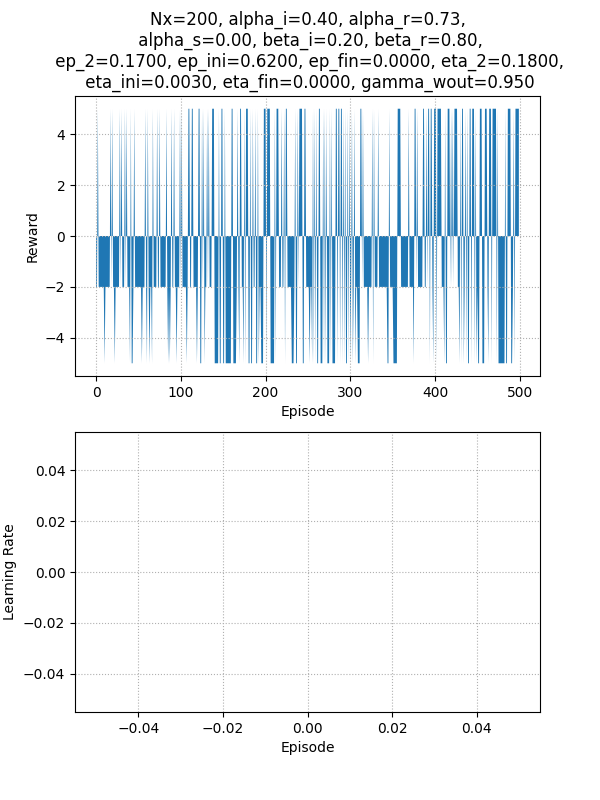 Nx=200, alpha_i=0.40, alpha_r=0.73,
alpha_s=0.00, beta_i=0.20, beta_r=0.80,
ep_2=0.1700, ep_ini=0.6200, ep_fin=0.0000, eta_2=0.1800,
eta_ini=0.0030, eta_fin=0.0000, gamma_wout=0.950
4
2
0
−2
−4
Reward
0 100 200 300 400 500
Episode
0.04
0.02
0.00
−0.02
−0.04
Learning Rate
−0.04 −0.02 0.00 0.02 0.04
Episode